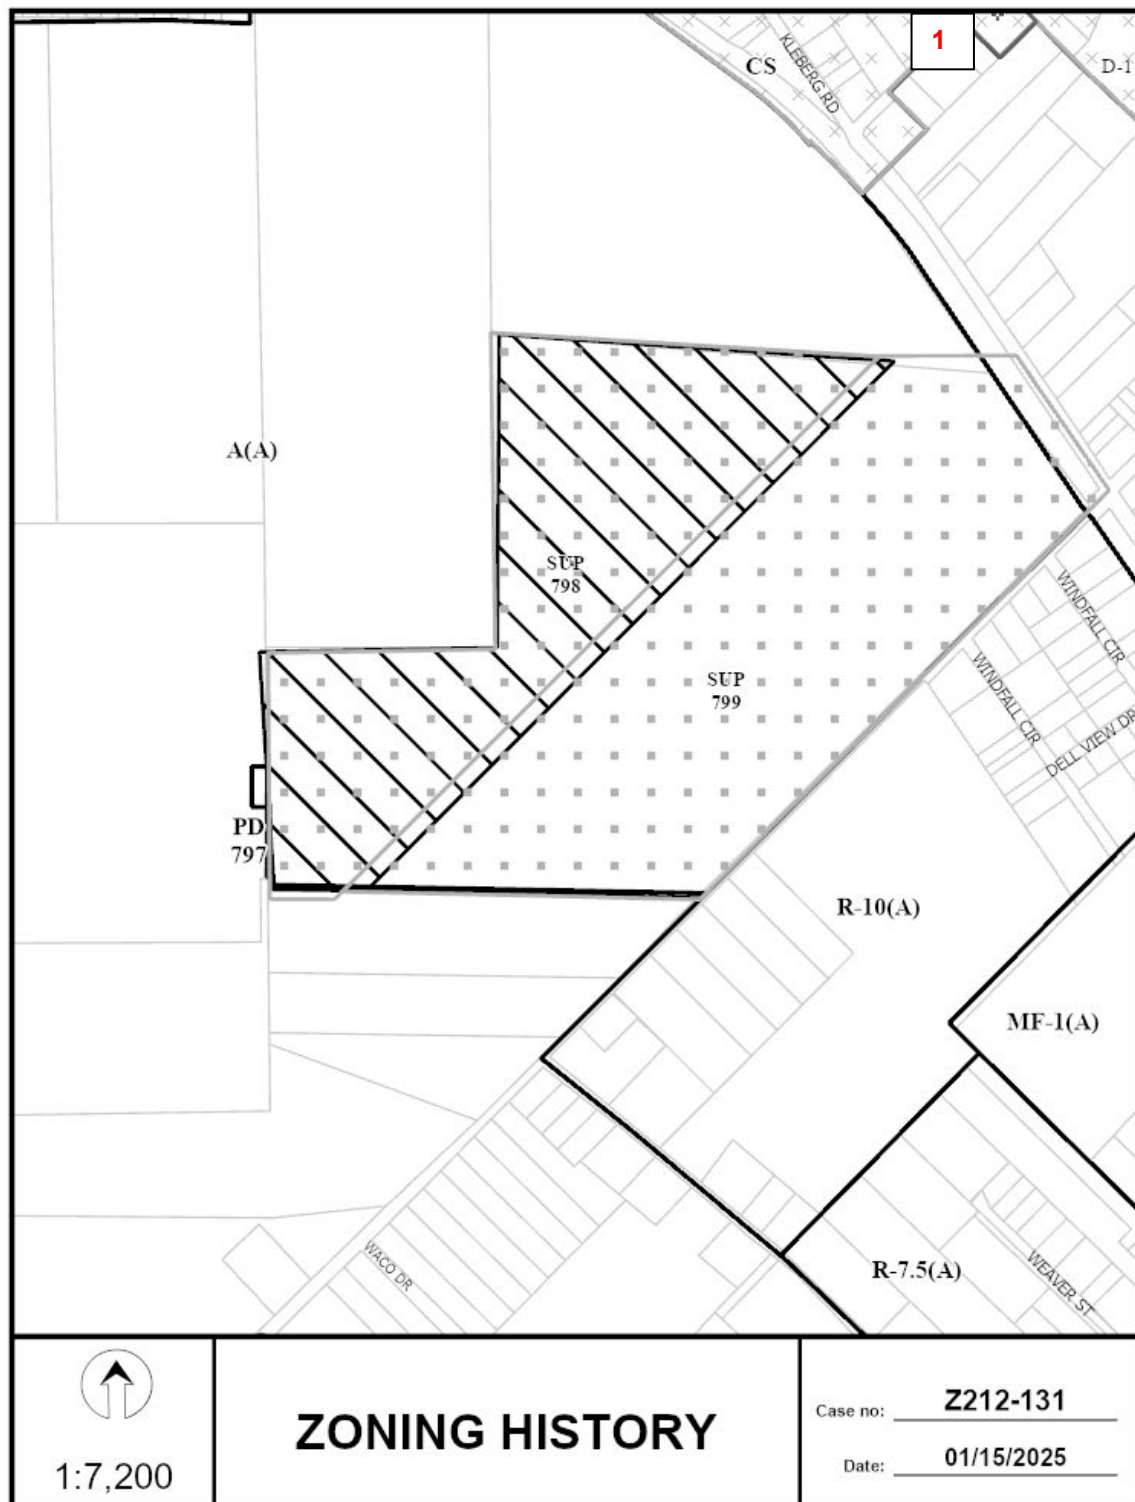 1
CS
KLEBERG RD
D-1
A(A)
SUP
798
SUP
799
WINDFALL CIR
WINDFALL CIR
DELL VIEW DR
PD
797
R-10(A)
MF-1(A)
R-7.5(A)
WACO DR
WEAVER ST
1:7,200
ZONING HISTORY
Case no: Z212-131
Date: 01/15/2025